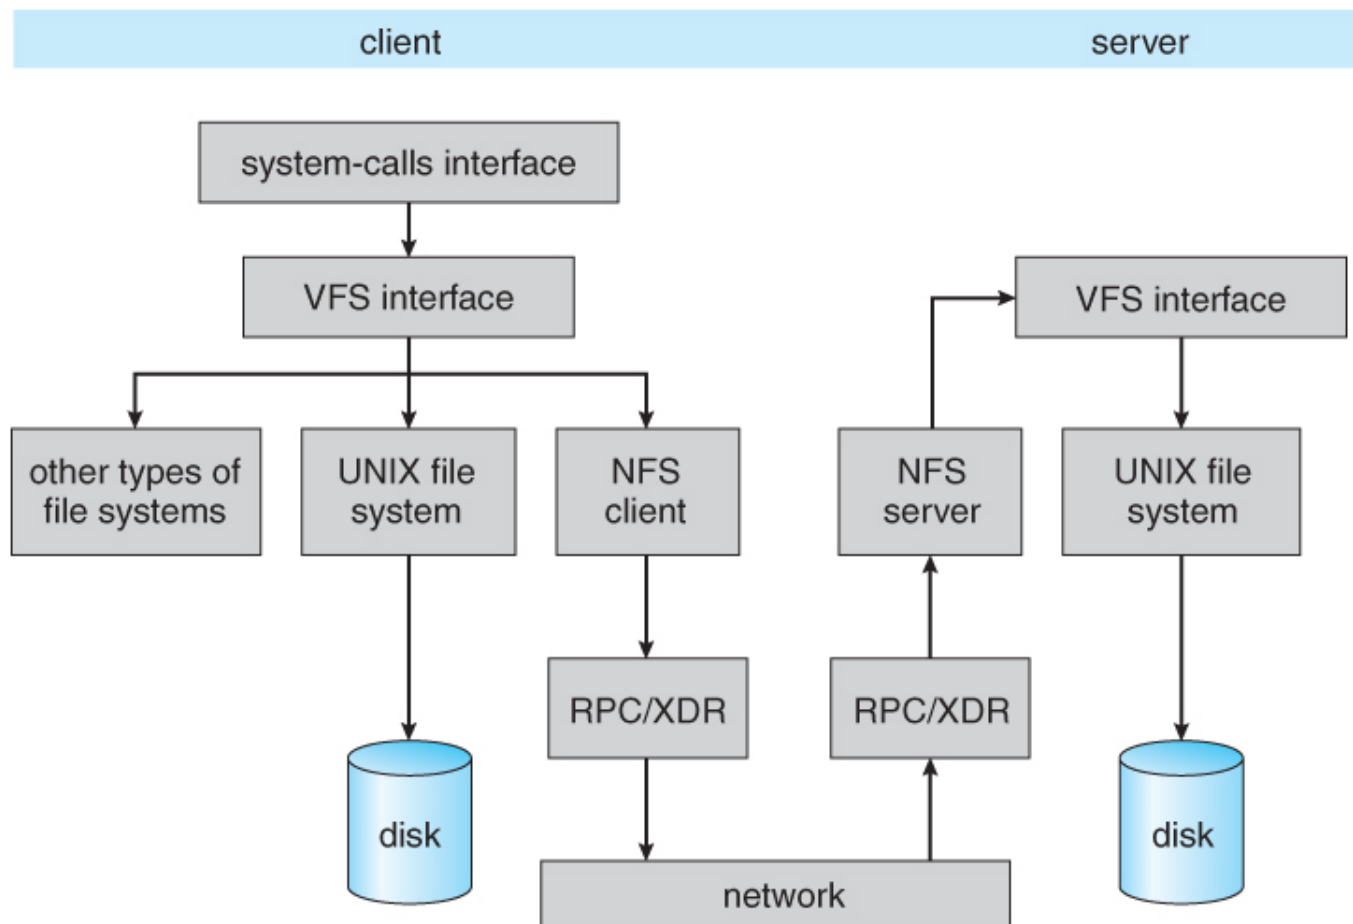 client
server
system-calls interface
VFS interface
VFS interface
other types of
file systems
UNIX file
system
NFS
client
NFS
server
UNIX file
system
RPC/XDR
RPC/XDR
disk
disk
network